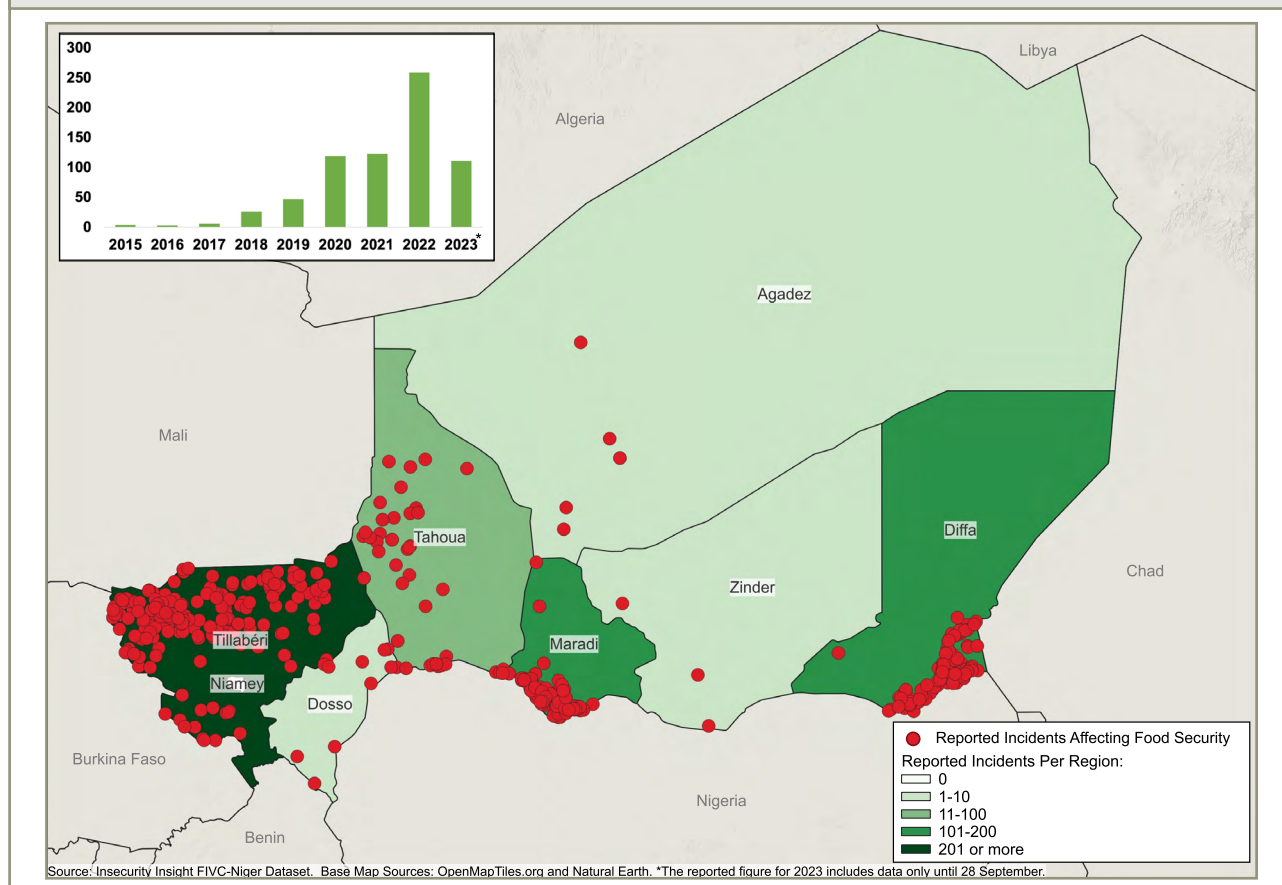 300
250
200
150
100
50
0
2015 2016 2017 2018 2019 2020 2021 2022 2023*
Libya
Algeria
Agadez
Mali
Diffa
Tahoua
Chad
Zinder
Tillabéri
Maradi
Niamey
Dosso
Burkina Faso
Nigeria
Benin
Reported Incidents Affecting Food Security
Reported Incidents Per Region:
0
1-10
11-100
101-200
201 or more
Source: Insecurity Insight FIVC-Niger Dataset. Base Map Sources: OpenMapTiles.org and Natural Earth. *The reported figure for 2023 includes data only until 28 September.